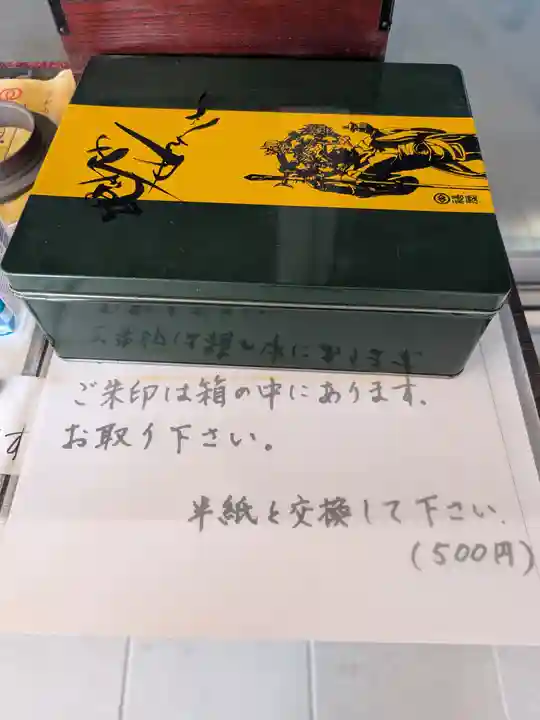 ご朱印は箱の中にあります。
お取り下さい。
半紙と交換して下さい。
(500円)